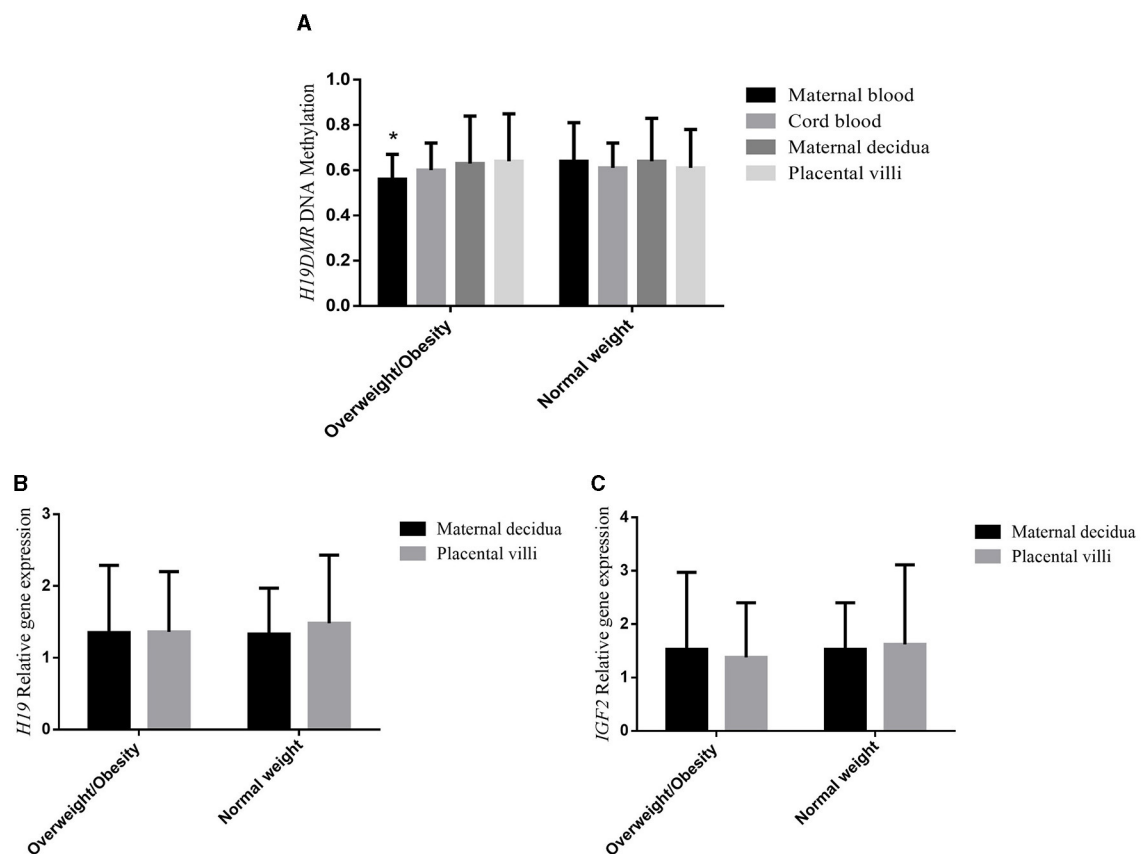 A
H19DMR DNA Methylation
1.0
0.8
0.6
0.4
0.2
0.0
*
Overweight/Obesity
Normal weight
Maternal blood
Cord blood
Maternal decidua
Placental villi
B
H19 Relative gene expression
3
2
1
0
Overweight/Obesity
Normal weight
Maternal decidua
Placental villi
C
IGF2 Relative gene expression
4
3
2
1
0
Overweight/Obesity
Normal weight
Maternal decidua
Placental villi